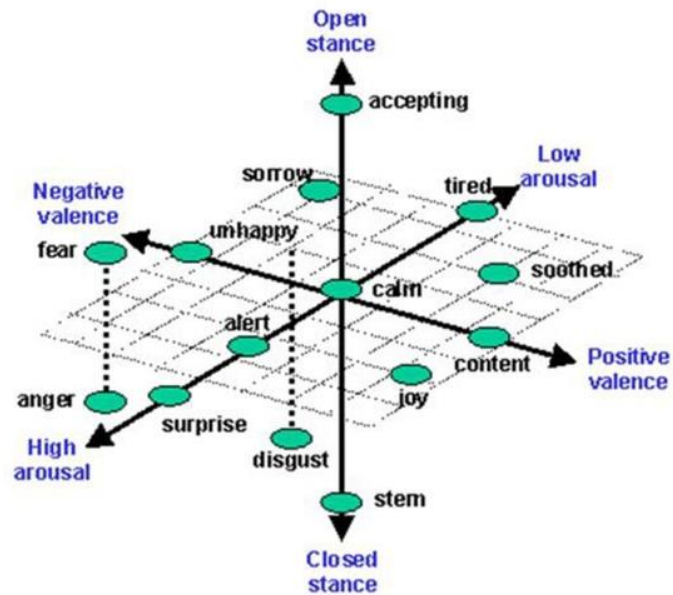 Open
stance
accepting
Low
arousal
sorrow
tired
Negative
valence
unhappy
fear
soothed
calm
alert
content
Positive
valence
anger
joy
surprise
High
arousal
disgust
stern
Closed
stance